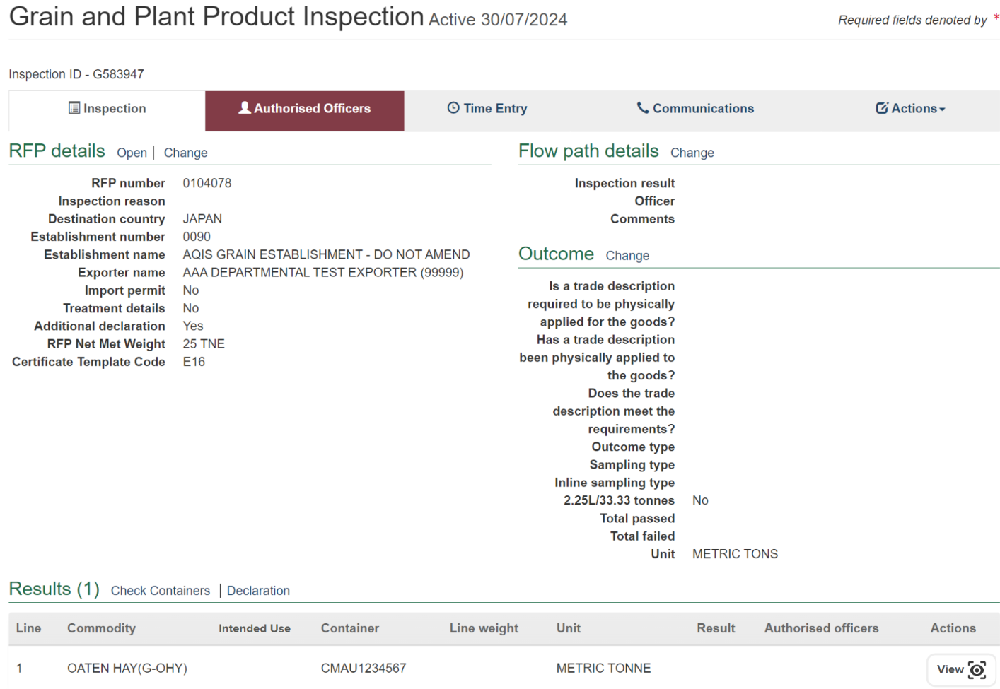 Grain and Plant Product Inspection Active 30/07/2024
Required fields denoted by *
Inspection ID - G583947
Inspection
Authorised Officers
Time Entry
Communications
Actions
RFP details Open | Change
RFP number 0104078
Inspection reason
Destination country JAPAN
Establishment number 0090
Establishment name AQIS GRAIN ESTABLISHMENT - DO NOT AMEND
Exporter name AAA DEPARTMENTAL TEST EXPORTER (99999)
Import permit No
Treatment details No
Additional declaration Yes
RFP Net Met Weight 25 TNE
Certificate Template Code E16
Flow path details Change
Inspection result
Officer
Comments
Outcome Change
Is a trade description
required to be physically
applied for the goods?
Has a trade description
been physically applied to
the goods?
Does the trade
description meet the
requirements?
Outcome type
Sampling type
Inline sampling type
2.25L/33.33 tonnes No
Total passed
Total failed
Unit METRIC TONS
Results (1) Check Containers | Declaration
Line Commodity Intended Use Container Line weight Unit Result Authorised officers Actions
1 OATEN HAY(G-OHY) CMAU1234567 METRIC TONNE View